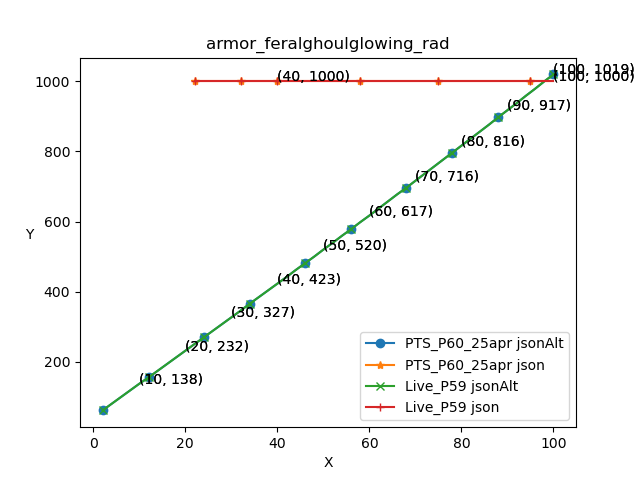 armor_feralghoulglowing_rad
(100, 1019)
(100, 1000)
(40, 1000)
(90, 917)
(80, 816)
(70, 716)
(60, 617)
(50, 520)
(40, 423)
(30, 327)
(20, 232)
(10, 138)
1000
800
600
400
200
Y
PTS_P60_25apr jsonAlt
PTS_P60_25apr json
Live_P59 jsonAlt
Live_P59 json
0 20 40 60 80 100
X